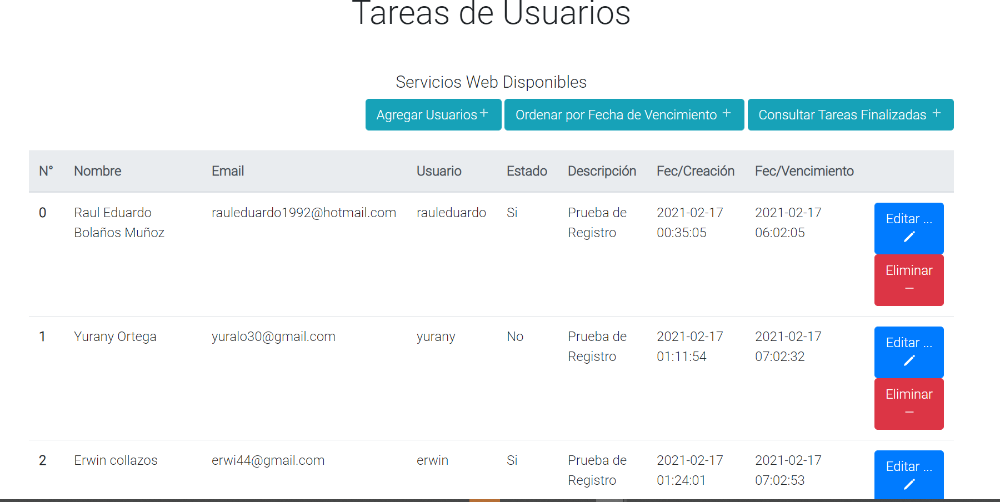 Tareas de Usuarios
Servicios Web Disponibles
Agregar Usuarios + Ordenar por Fecha de Vencimiento + Consultar Tareas Finalizadas +
N° Nombre Email Usuario Estado Descripción Fec/Creación Fec/Vencimiento
0 Raul Eduardo rauleduardo1992@hotmail.com rauleduardo Si Prueba de 2021-02-17 2021-02-17 Editar ...
Bolaños Muñoz Registro 00:35:05 06:02:05
Eliminar
1 Yurany Ortega yuralo30@gmail.com yurany No Prueba de 2021-02-17 2021-02-17 Editar ...
Registro 01:11:54 07:02:32
Eliminar
2 Erwin collazos erwi44@gmail.com erwin Si Prueba de 2021-02-17 2021-02-17 Editar ...
Registro 01:24:01 07:02:53